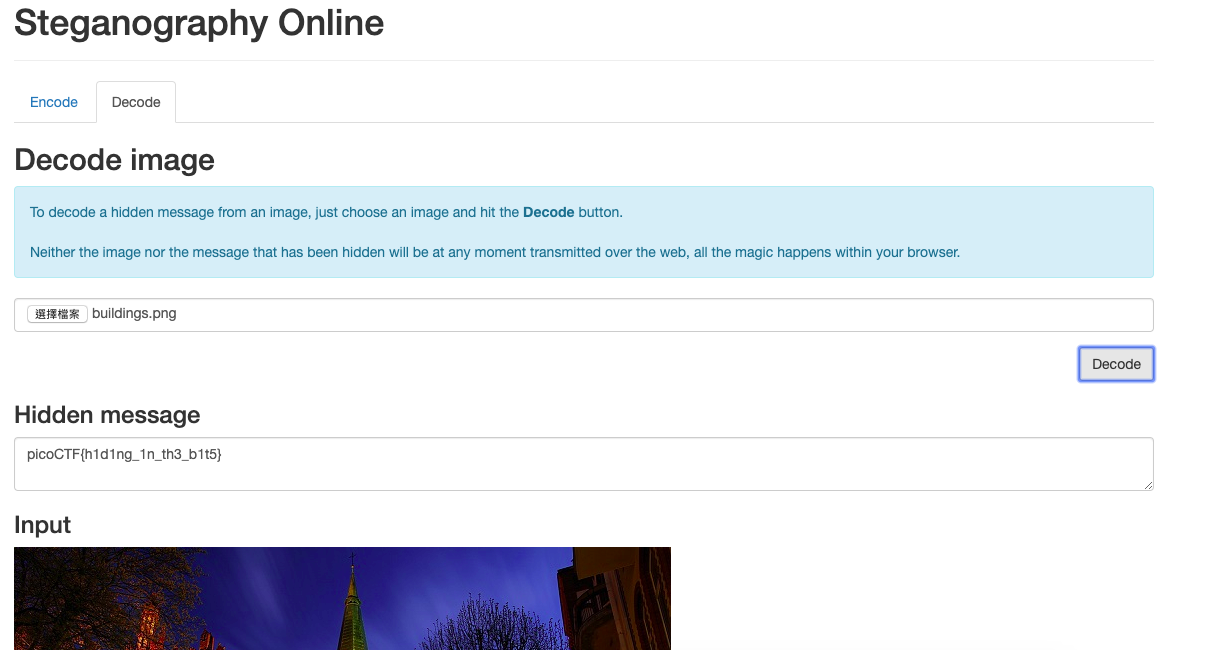 Steganography Online
Encode
Decode
Decode image
To decode a hidden message from an image, just choose an image and hit the Decode button.
Neither the image nor the message that has been hidden will be at any moment transmitted over the web, all the magic happens within your browser.
選擇檔案 buildings.png
Decode
Hidden message
picoCTF{h1d1ng_1n_th3_b1t5}
Input